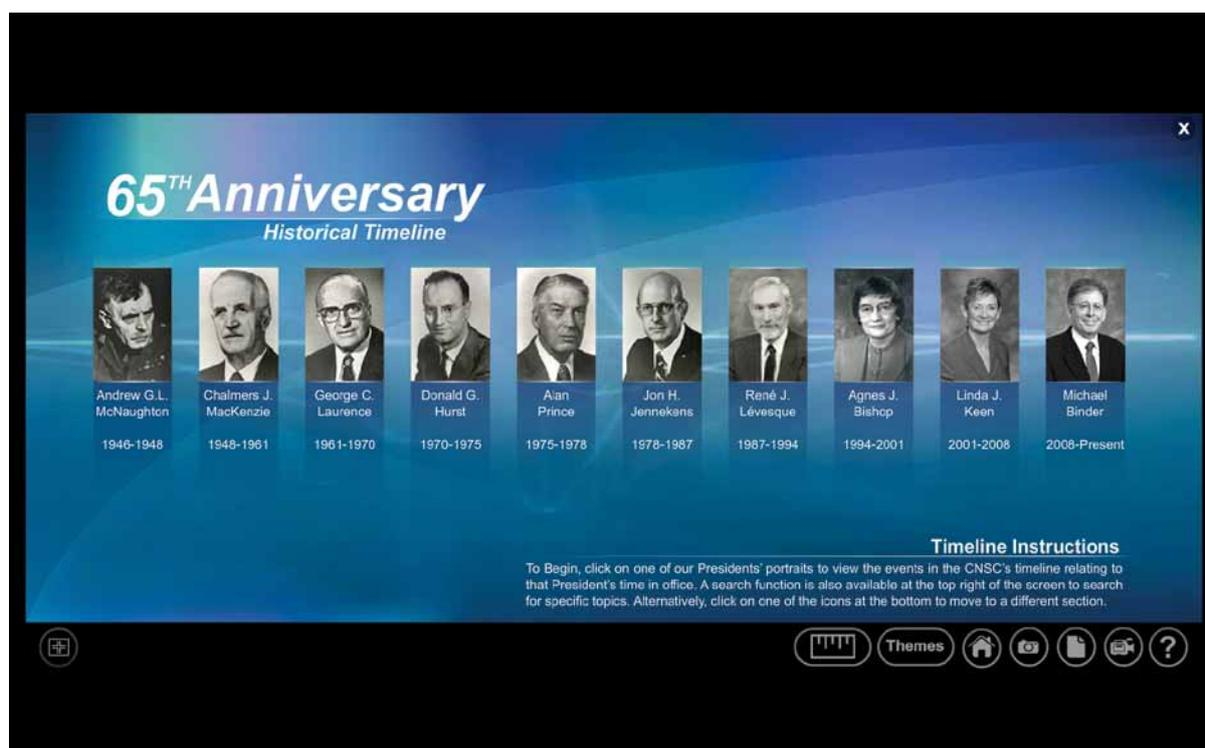 X
65TH Anniversary
Historical Timeline
Andrew G.L.
McNaughton
1946-1948
Chalmers J.
MacKenzie
1948-1961
George C.
Laurence
1961-1970
Donald G.
Hurst
1970-1975
Alan
Prince
1975-1978
Jon H.
Jennekens
1978-1987
René J.
Lévesque
1987-1994
Agnes J.
Bishop
1994-2001
Linda J.
Keen
2001-2008
Michael
Binder
2008-Present
Timeline Instructions
To Begin, click on one of our Presidents' portraits to view the events in the CNSC's timeline relating to
that President's time in office. A search function is also available at the top right of the screen to search
for specific topics. Alternatively, click on one of the icons at the bottom to move to a different section.
Themes
?